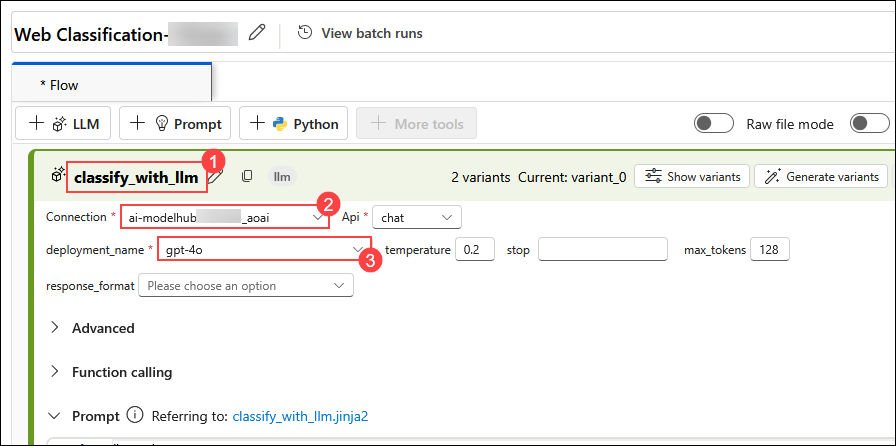 Web Classification-
View batch runs
* Flow
+ LLM
+ Prompt
+ Python
+ More tools
Raw file mode
classify_with_llm
1
llm
2 variants Current: variant_0
Show variants
Generate variants
Connection *
ai-modelhub
_aoai
2
Api *
chat
deployment_name *
gpt-4o
3
temperature
0.2
stop
max_tokens
128
response_format
Please choose an option
Advanced
Function calling
Prompt
Referring to: classify_with_llm.jinja2